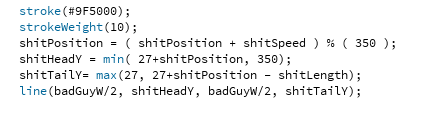 stroke(#9F5000);
strokeWeight(10);
shitPosition = ( shitPosition + shitSpeed ) % ( 350 );
shitHeadY = min( 27+shitPosition, 350);
shitTailY= max(27, 27+shitPosition - shitLength);
line(badGuyW/2, shitHeadY, badGuyW/2, shitTailY);